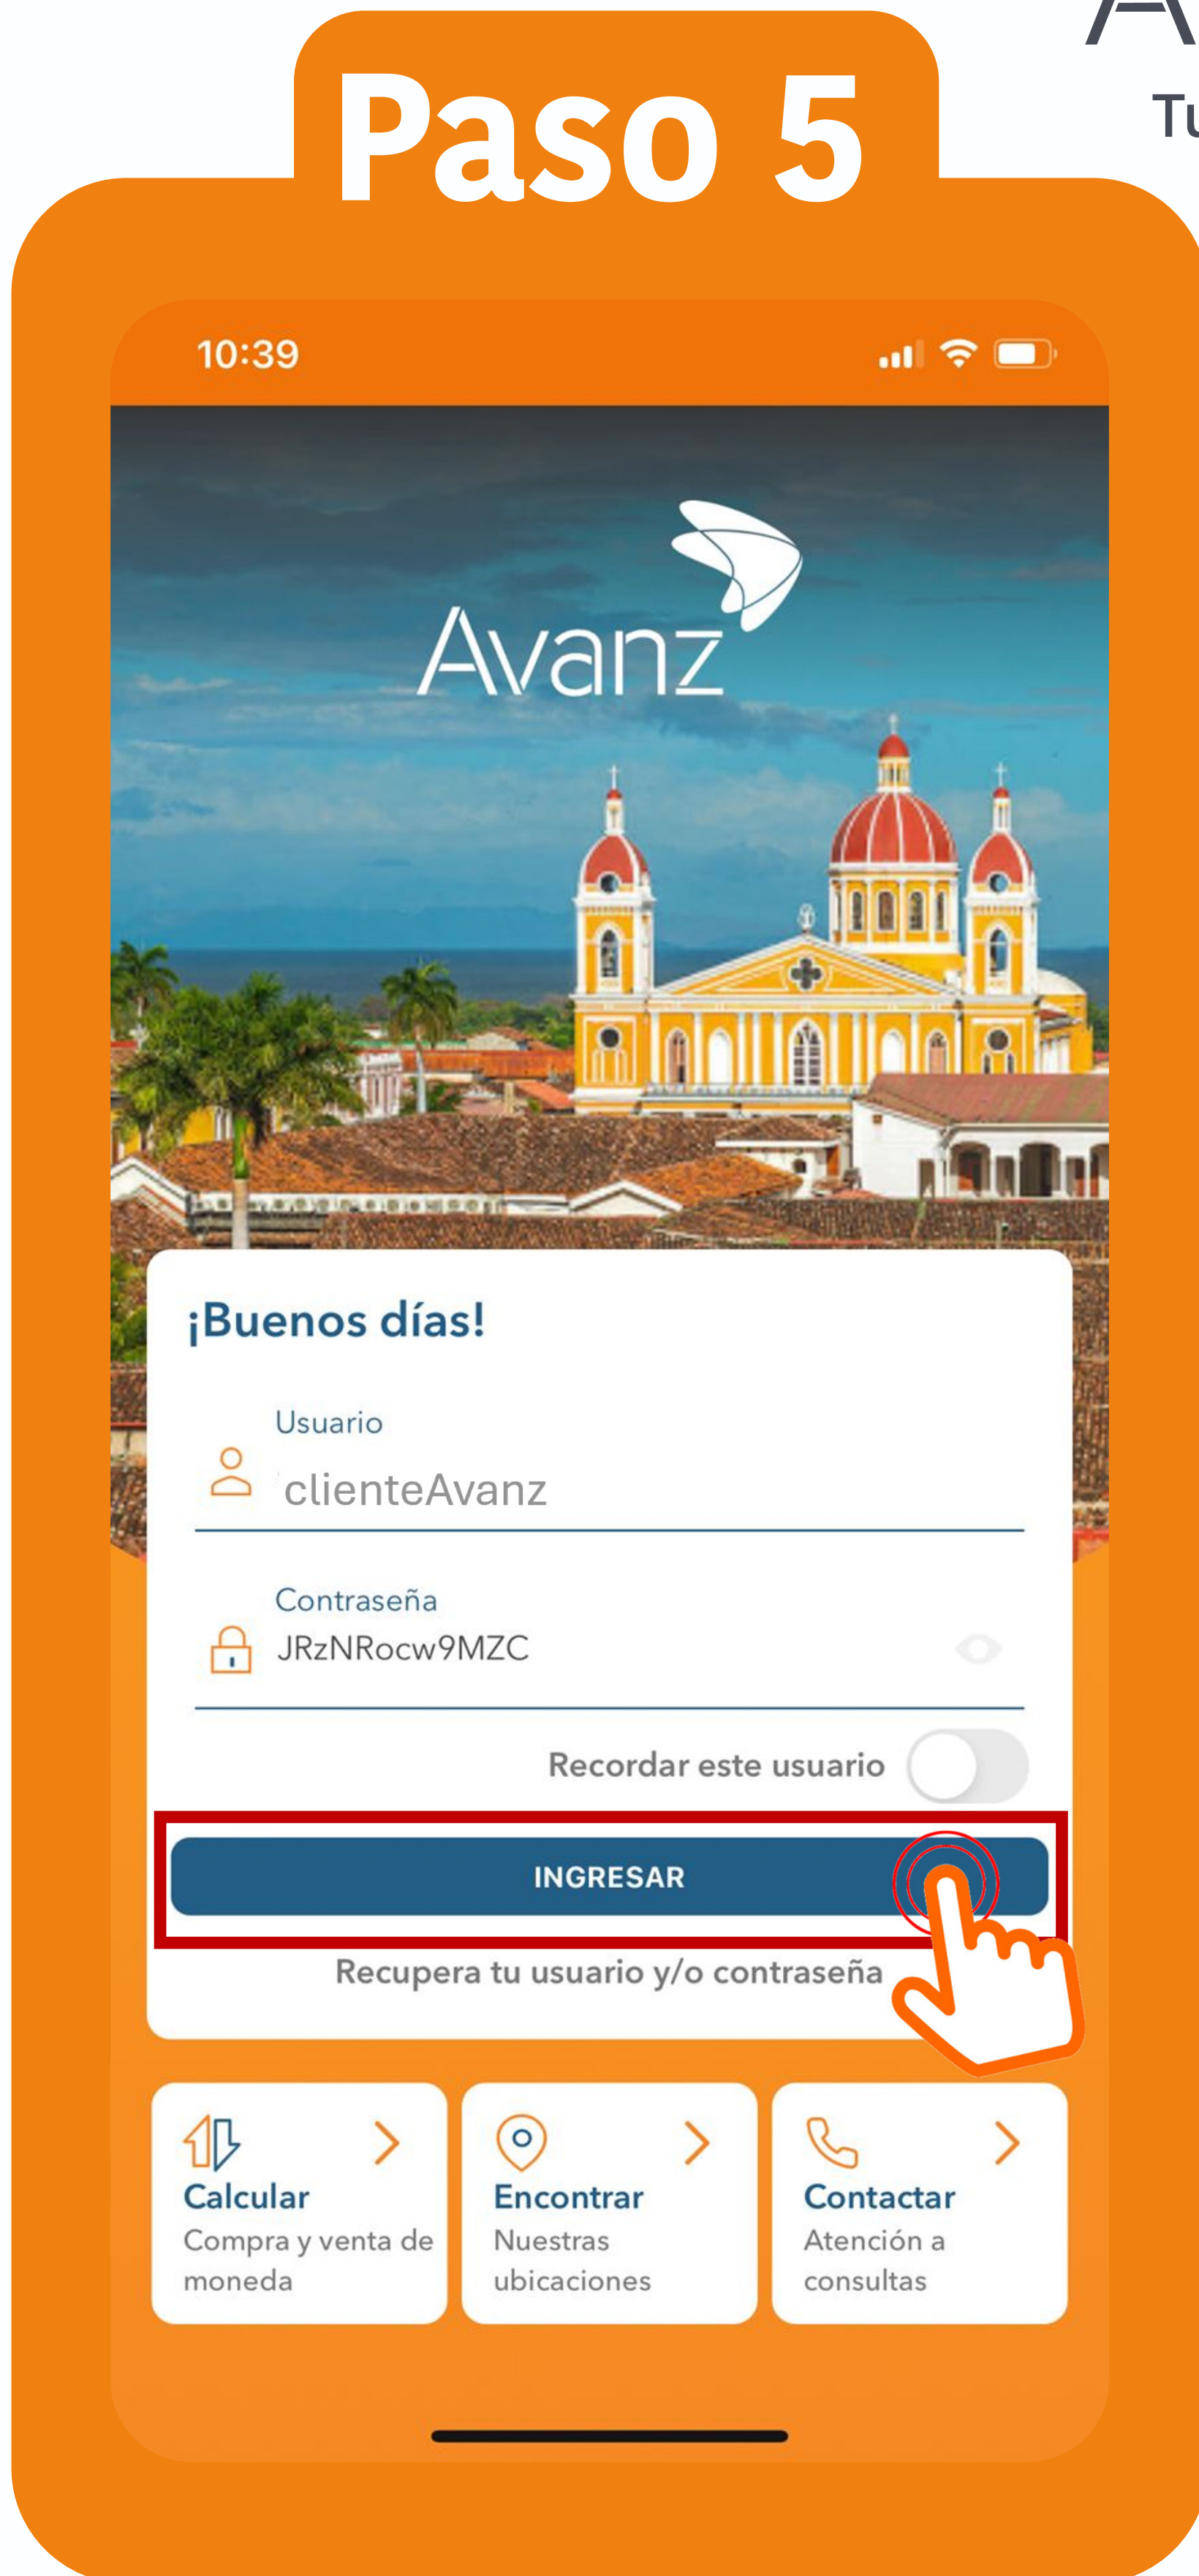 Paso 5
Tu
10:39
Avanz
¡Buenos días!
Usuario
clienteAvanz
Contraseña
JRzNRocw9MZC
Recordar este usuario
INGRESAR
Recupera tu usuario y/o contraseña
Calcular
Compra y venta de
moneda
Encontrar
Nuestras
ubicaciones
Contactar
Atención a
consultas